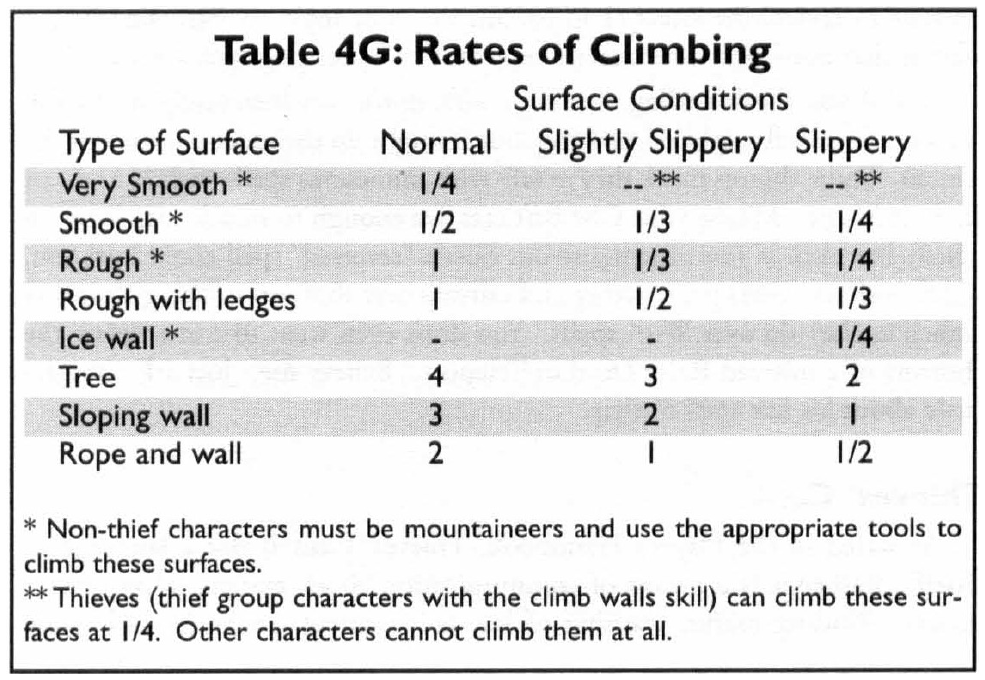 Table 4G: Rates of Climbing
Surface Conditions
Type of Surface Normal Slightly Slippery Slippery
Very Smooth * 1/4 -- ** -- **
Smooth * 1/2 1/3 1/4
Rough * 1 1/3 1/4
Rough with ledges 1 1/2 1/3
Ice wall * - - 1/4
Tree 4 3 2
Sloping wall 3 2 1
Rope and wall 2 1 1/2
* Non-thief characters must be mountaineers and use the appropriate tools to
climb these surfaces.
** Thieves (thief group characters with the climb walls skill) can climb these sur-
faces at 1/4. Other characters cannot climb them at all.